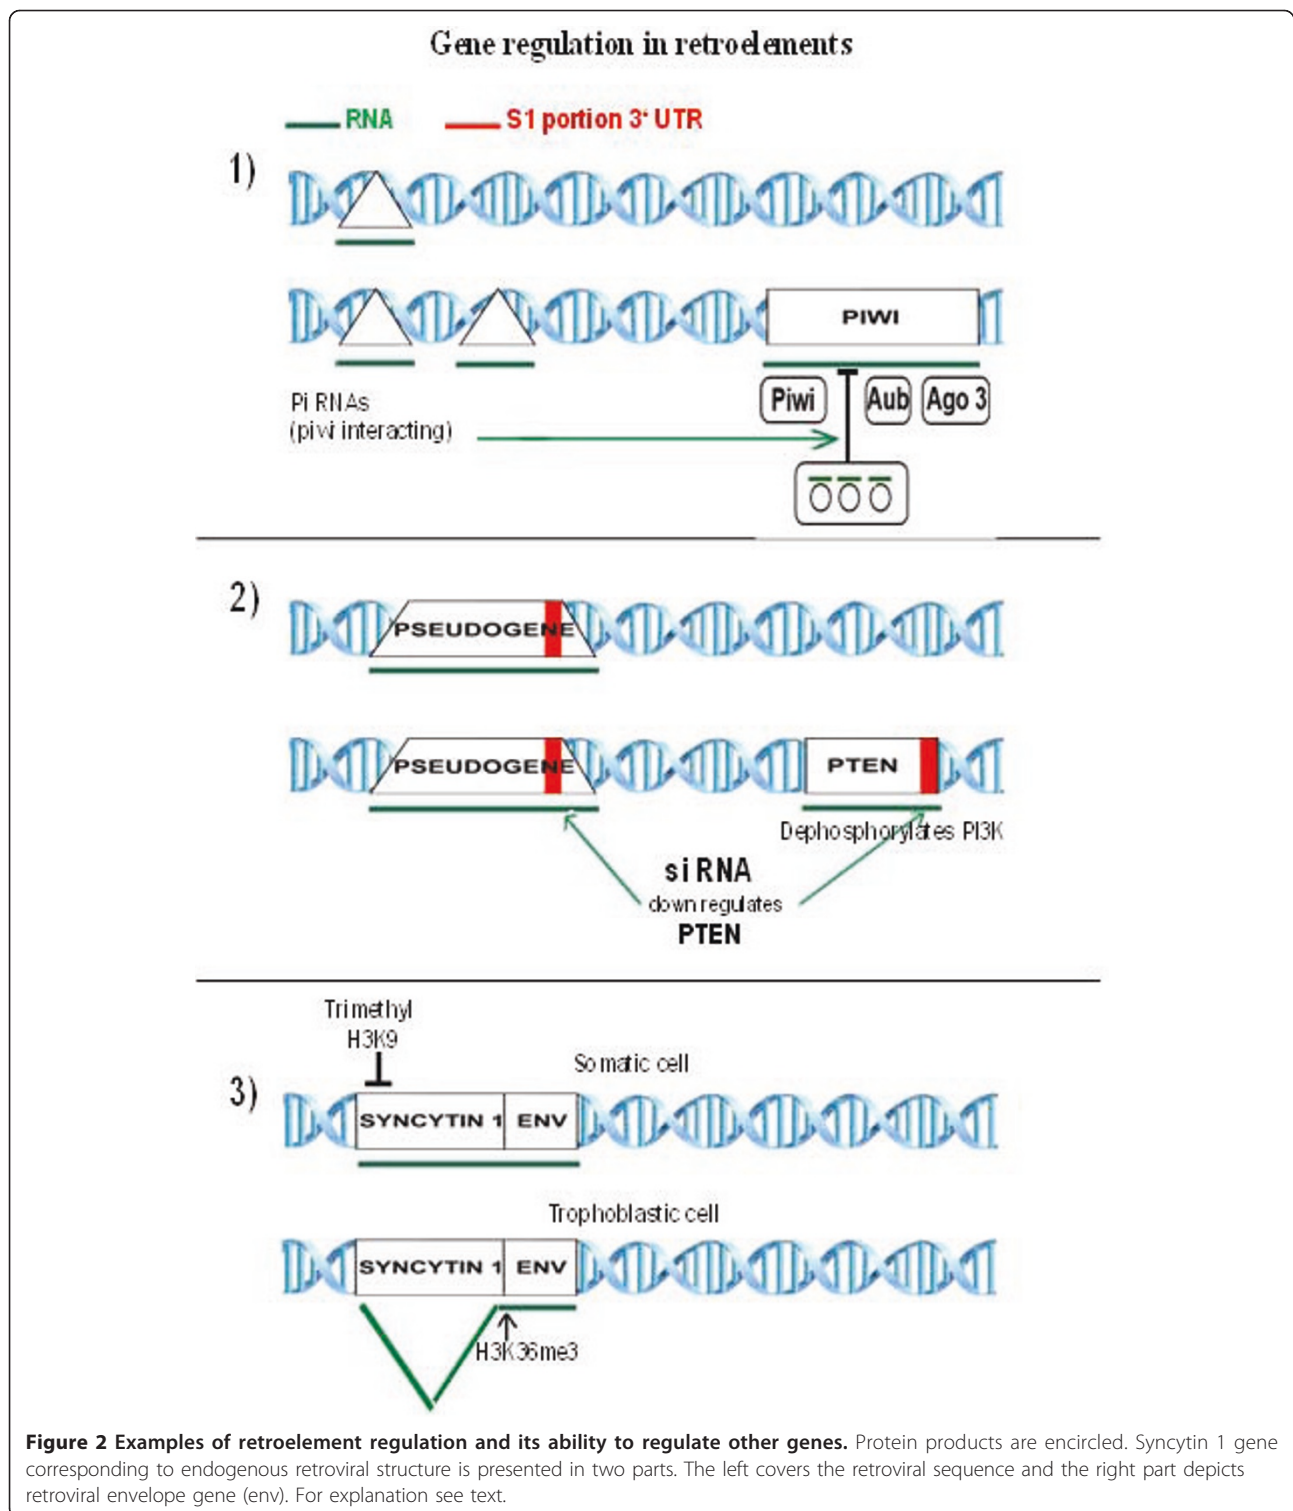 Gene regulation in retroelements
RNA
S1 portion 3' UTR
1)
PIWI
Piwi
Aub
Ago 3
Pi RNAs
(piwi interacting)
2)
PSEUDOGENE
PSEUDOGENE
PTEN
Dephosphorylates PI3K
si RNA
down regulates
PTEN
Trimethyl
H3K9
Somatic cell
3)
SYNCYTIN 1
ENV
Trophoblastic cell
SYNCYTIN 1
ENV
H3K36me3
Figure 2 Examples of retroelement regulation and its ability to regulate other genes. Protein products are encircled. Syncytin 1 gene
corresponding to endogenous retroviral structure is presented in two parts. The left covers the retroviral sequence and the right part depicts
retroviral envelope gene (env). For explanation see text.